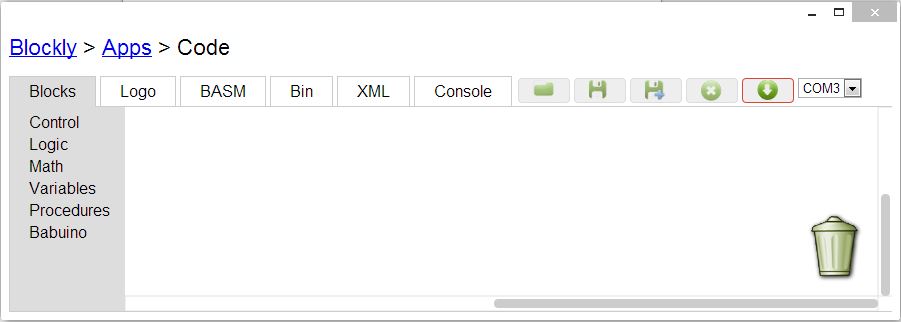 Blockly > Apps > Code
Blocks Logo BASM Bin XML Console COM3
Control
Logic
Math
Variables
Procedures
Babuino